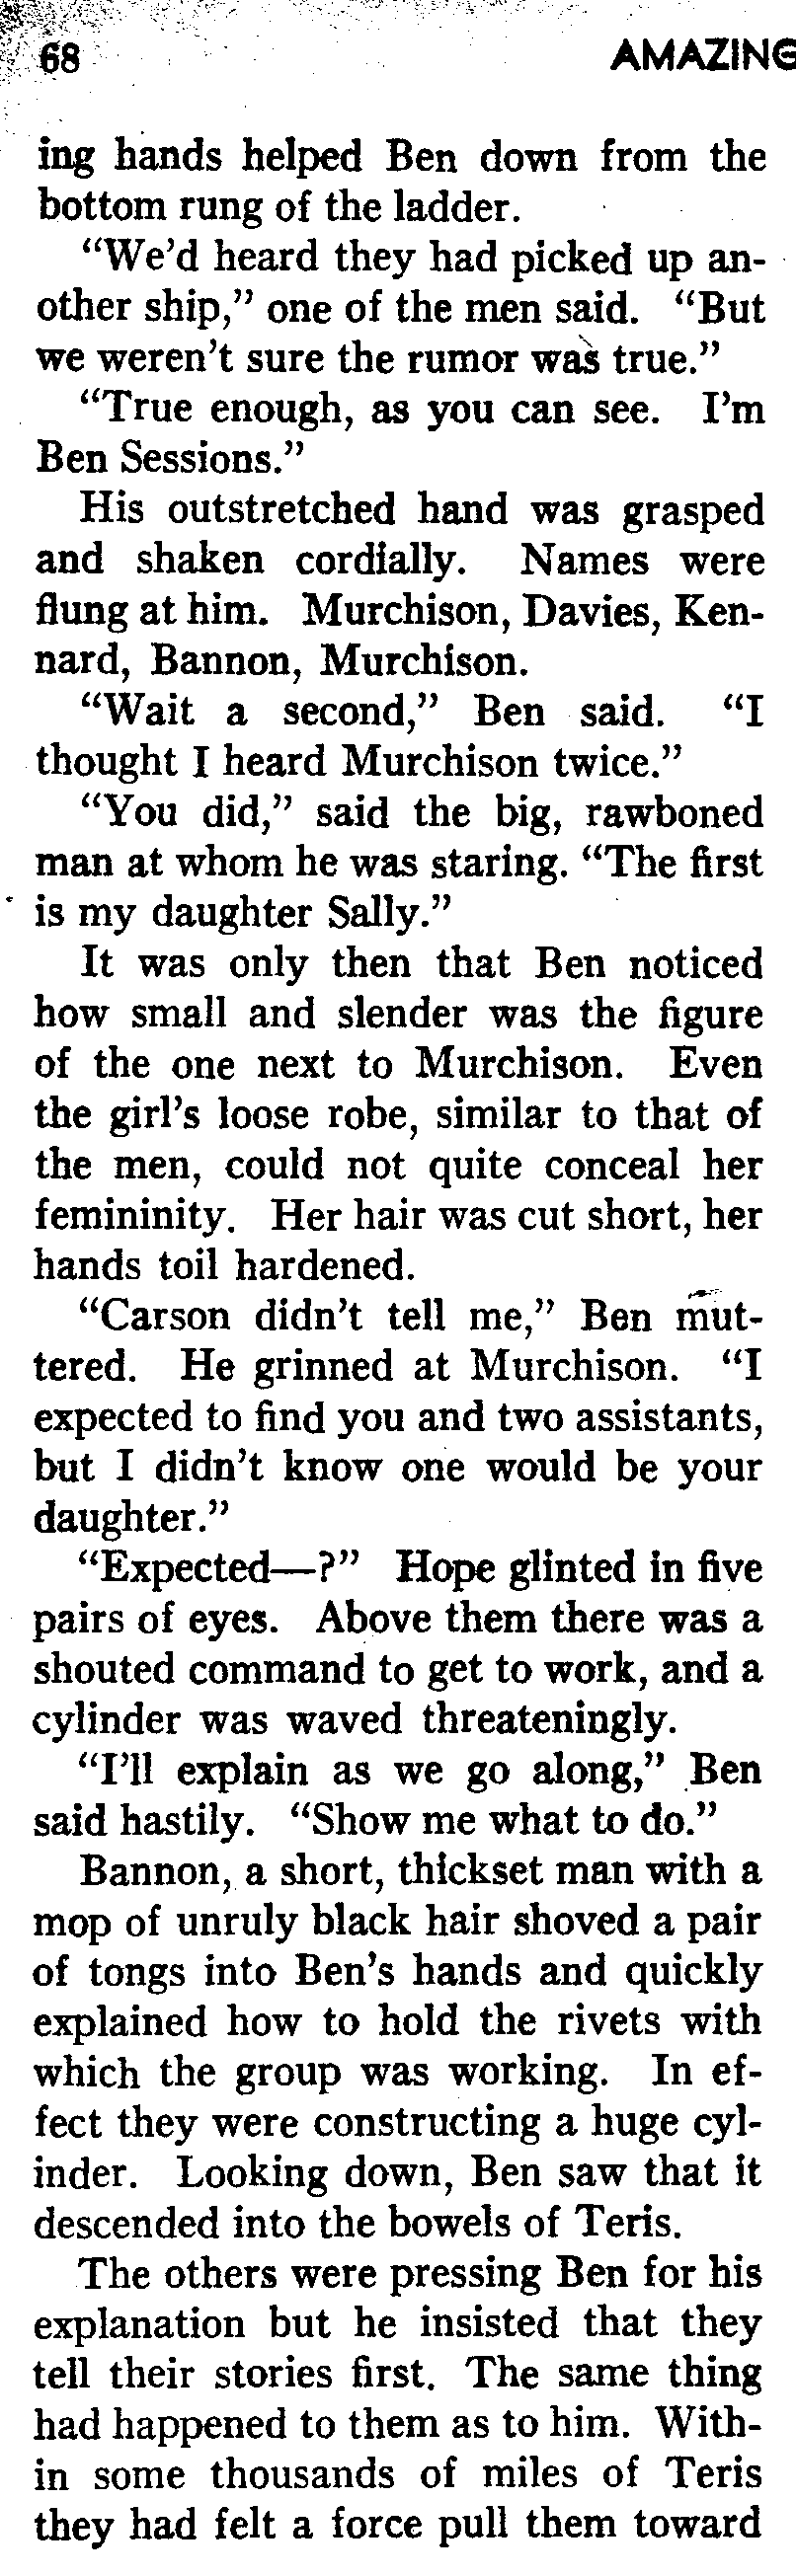 68
AMAZING
ing hands helped Ben down from the
bottom rung of the ladder.
“We’d heard they had picked up an-
other ship,” one of the men said. “But
we weren’t sure the rumor was true.”
“True enough, as you can see. I’m
Ben Sessions.”
His outstretched hand was grasped
and shaken cordially. Names were
flung at him. Murchison, Davies, Ken-
nard, Bannon, Murchison.
“Wait a second,” Ben said. “I
thought I heard Murchison twice.”
“You did,” said the big, rawboned
man at whom he was staring. “The first
is my daughter Sally.”
It was only then that Ben noticed
how small and slender was the figure
of the one next to Murchison. Even
the girl’s loose robe, similar to that of
the men, could not quite conceal her
femininity. Her hair was cut short, her
hands toil hardened.
“Carson didn’t tell me,” Ben mut-
tered. He grinned at Murchison. “I
expected to find you and two assistants,
but I didn’t know one would be your
daughter.”
“Expected—?” Hope glinted in five
pairs of eyes. Above them there was a
shouted command to get to work, and a
cylinder was waved threateningly.
“I’ll explain as we go along,” Ben
said hastily. “Show me what to do.”
Bannon, a short, thickset man with a
mop of unruly black hair shoved a pair
of tongs into Ben’s hands and quickly
explained how to hold the rivets with
which the group was working. In ef-
fect they were constructing a huge cyl-
inder. Looking down, Ben saw that it
descended into the bowels of Teris.
The others were pressing Ben for his
explanation but he insisted that they
tell their stories first. The same thing
had happened to them as to him. With-
in some thousands of miles of Teris
they had felt a force pull them toward